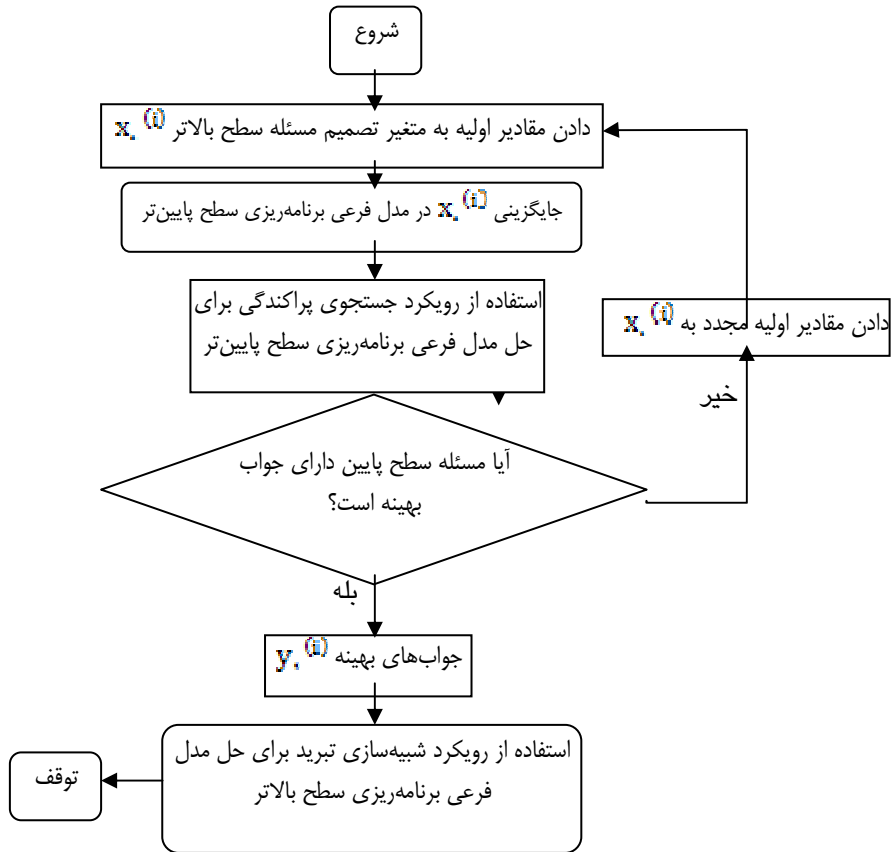 شروع
دادن مقادیر اولیه به متغیر تصمیم مسئله سطح بالاتر x. (i)
جایگزینی x. (i) در مدل فرعی برنامه‌ریزی سطح پایین‌تر
استفاده از رویکرد جستجوی پراکندگی برای
حل مدل فرعی برنامه‌ریزی سطح پایین‌تر
دادن مقادیر اولیه مجدد به x. (i)
خیر
آیا مسئله سطح پایین دارای جواب
بهینه است؟
بله
جواب‌های بهینه y. (i)
استفاده از رویکرد شبیه‌سازی تبرید برای حل مدل
فرعی برنامه‌ریزی سطح بالاتر
توقف